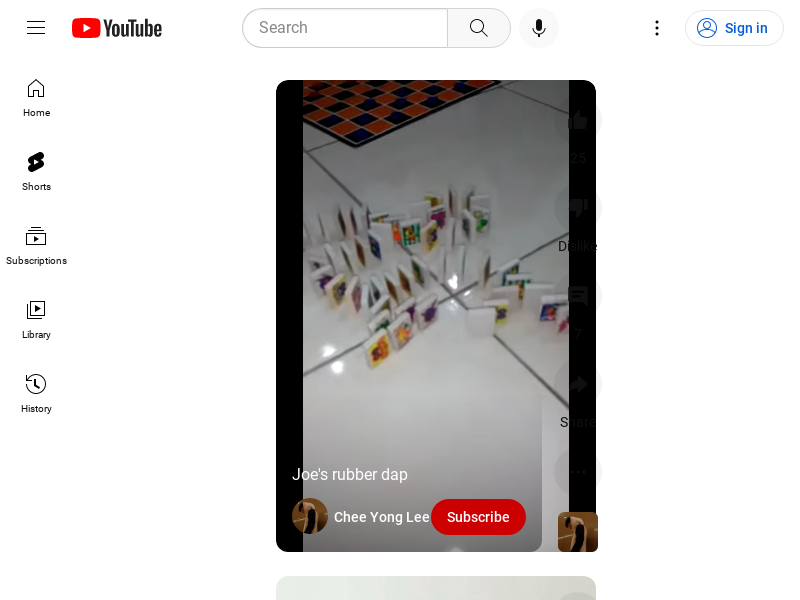 YouTube
Search
Sign in
Home
Shorts
Subscriptions
Library
History
25
Dislike
7
Share
Joe's rubber dap
Chee Yong Lee
Subscribe